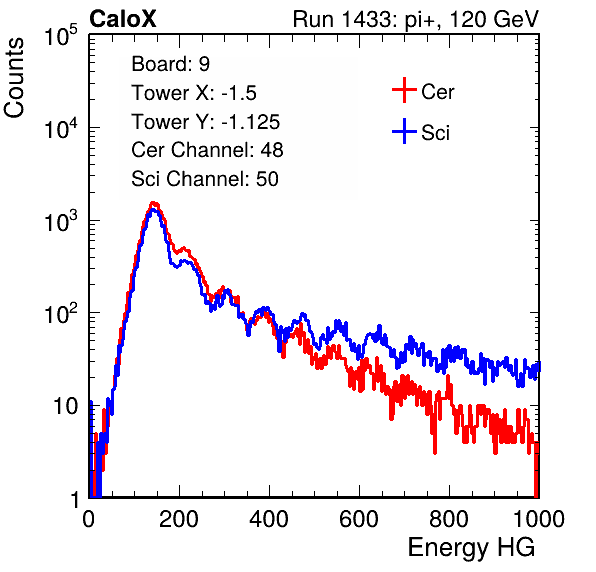 CaloX Run 1433: pi+, 120 GeV
Counts
10^5
10^4
10^3
10^2
10
1
Board: 9
Tower X: -1.5
Tower Y: -1.125
Cer Channel: 48
Sci Channel: 50
Cer
Sci
0 200 400 600 800 1000
Energy HG